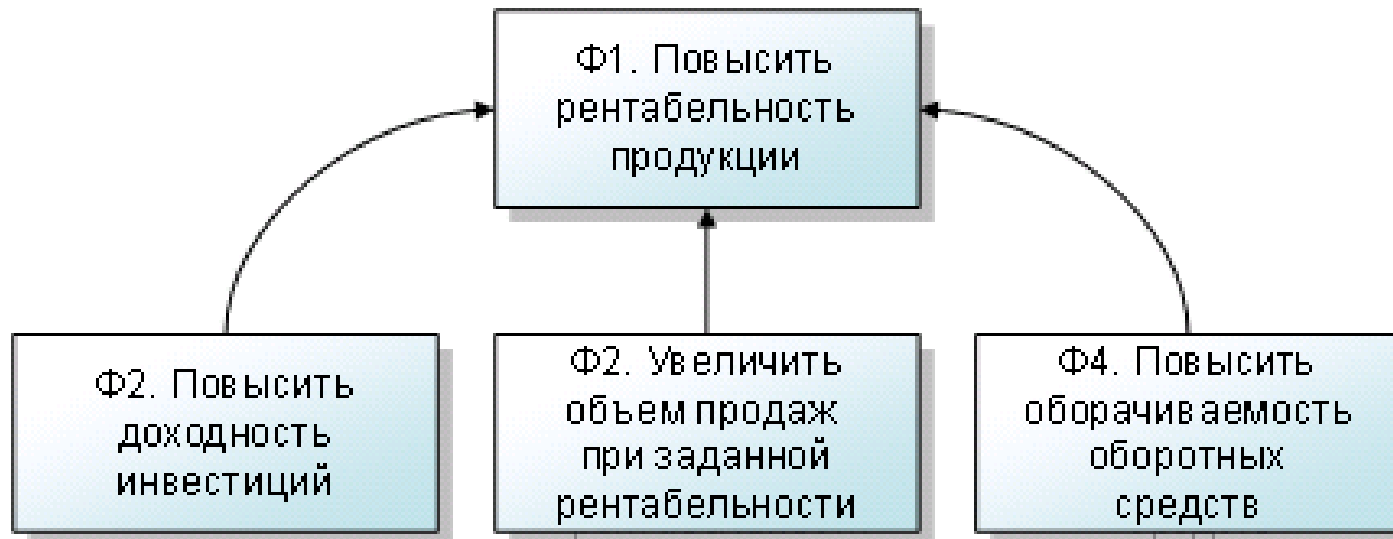 Ф1. Повысить
рентабельность
продукции
Ф2. Повысить
доходность
инвестиций
Ф2. Увеличить
объем продаж
при заданной
рентабельности
Ф4. Повысить
оборачиваемость
оборотных
средств